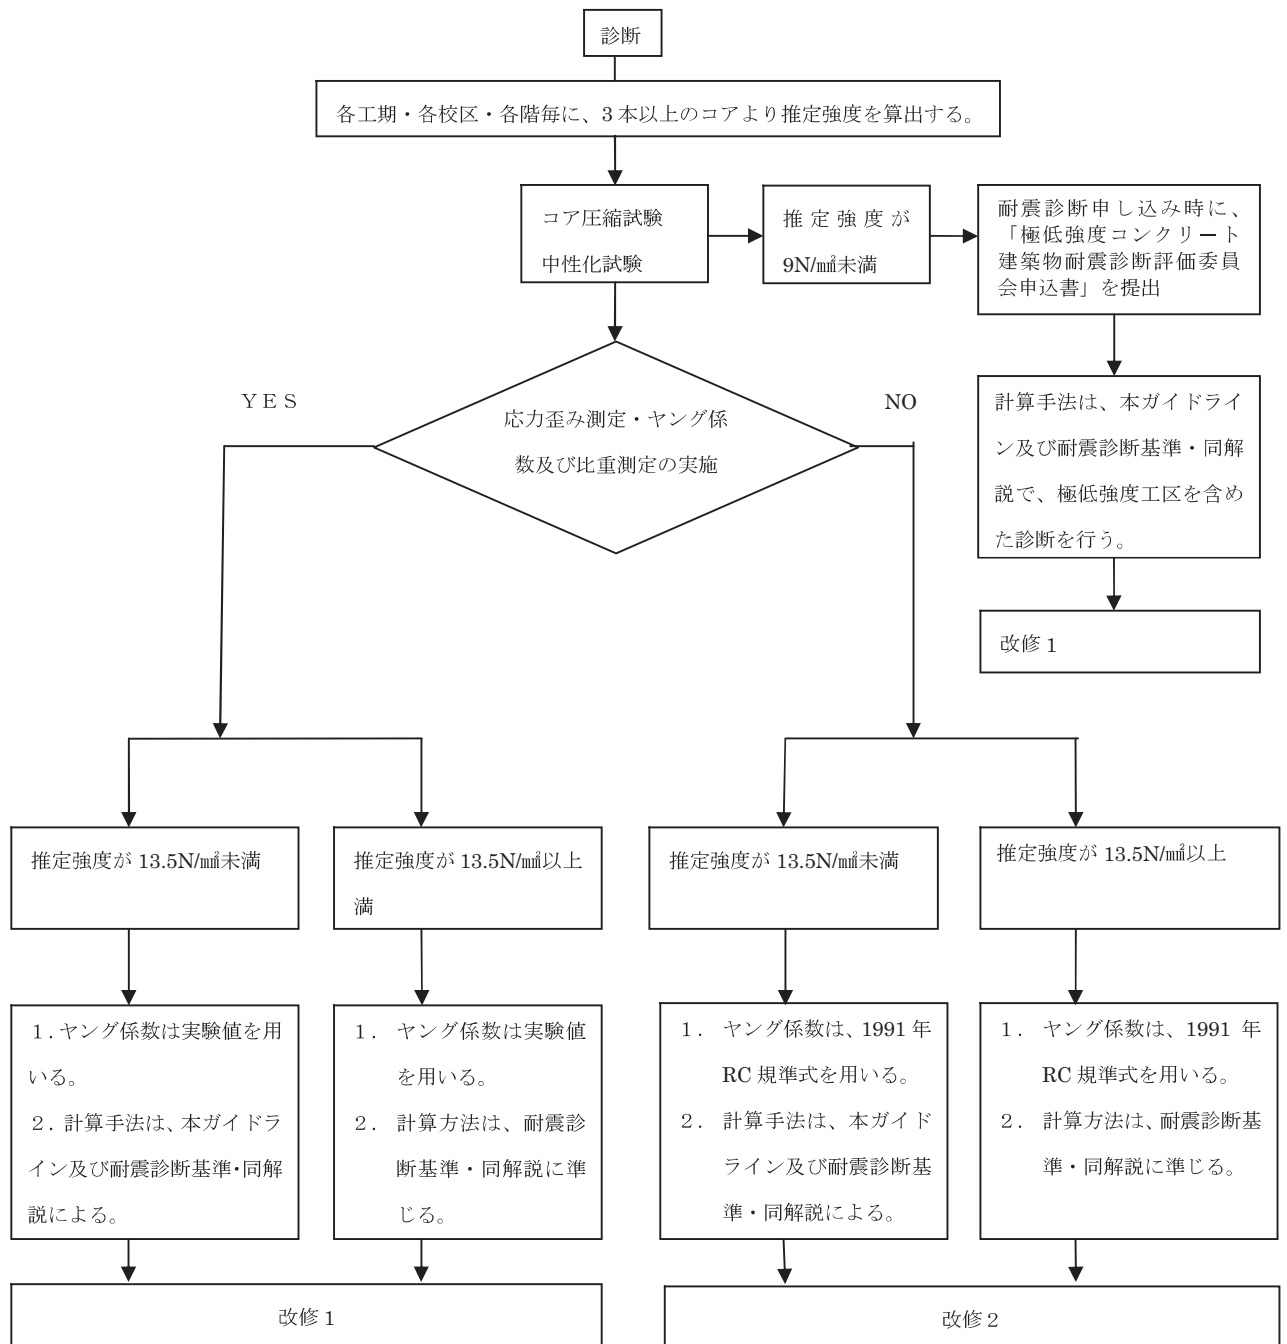 診断
各工期・各校区・各階毎に、3本以上のコアより推定強度を算出する。
コア圧縮試験
中性化試験
推定強度が
9N/㎟未満
耐震診断申し込み時に、
「極低強度コンクリート
建築物耐震診断評価委員
会申込書」を提出
計算手法は、本ガイドライ
ン及び耐震診断基準・同解
説で、極低強度工区を含め
た診断を行う。
改修1
YES
NO
応力歪み測定・ヤング係
数及び比重測定の実施
推定強度が 13.5N/㎟未満
推定強度が 13.5N/㎟以上
満
推定強度が 13.5N/㎟未満
推定強度が 13.5N/㎟以上
1.ヤング係数は実験値を用
いる。
2.計算手法は、本ガイドラ
イン及び耐震診断基準・同解
説による。
1. ヤング係数は実験値
を用いる。
2. 計算方法は、耐震診
断基準・同解説に準
じる。
1. ヤング係数は、1991年
RC規準式を用いる。
2. 計算手法は、本ガイド
ライン及び耐震診断基
準・同解説による。
1. ヤング係数は、1991 年
RC規準式を用いる。
2. 計算方法は、耐震診断基
準・同解説に準じる。
改修1
改修2